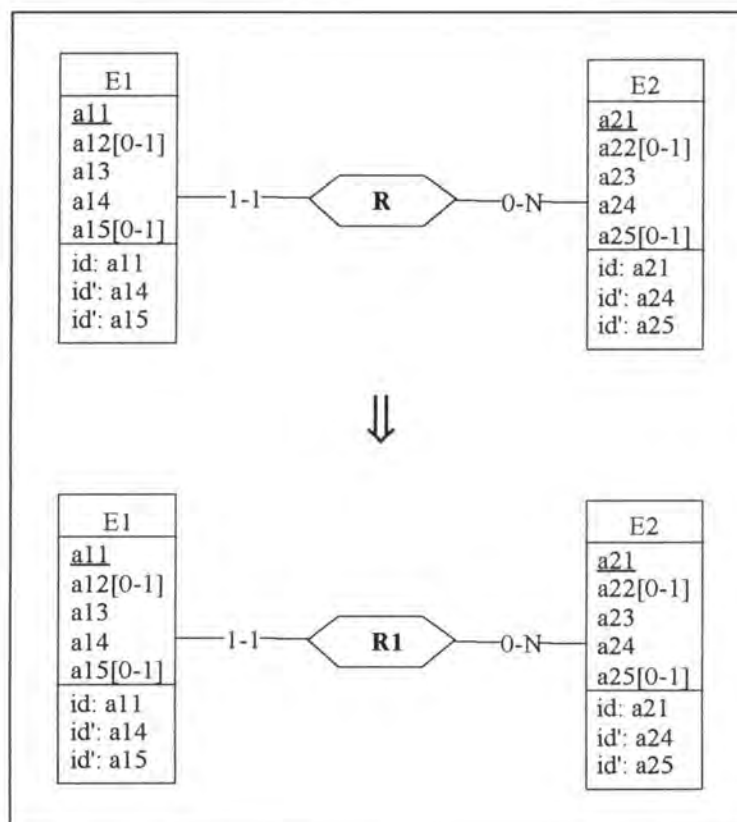 E1
a11
a12[0-1]
a13
a14
a15[0-1]
id: a11
id': a14
id': a15
1-1
R
0-N
E2
a21
a22[0-1]
a23
a24
a25[0-1]
id: a21
id': a24
id': a25
⇓
E1
a11
a12[0-1]
a13
a14
a15[0-1]
id: a11
id': a14
id': a15
1-1
R1
0-N
E2
a21
a22[0-1]
a23
a24
a25[0-1]
id: a21
id': a24
id': a25